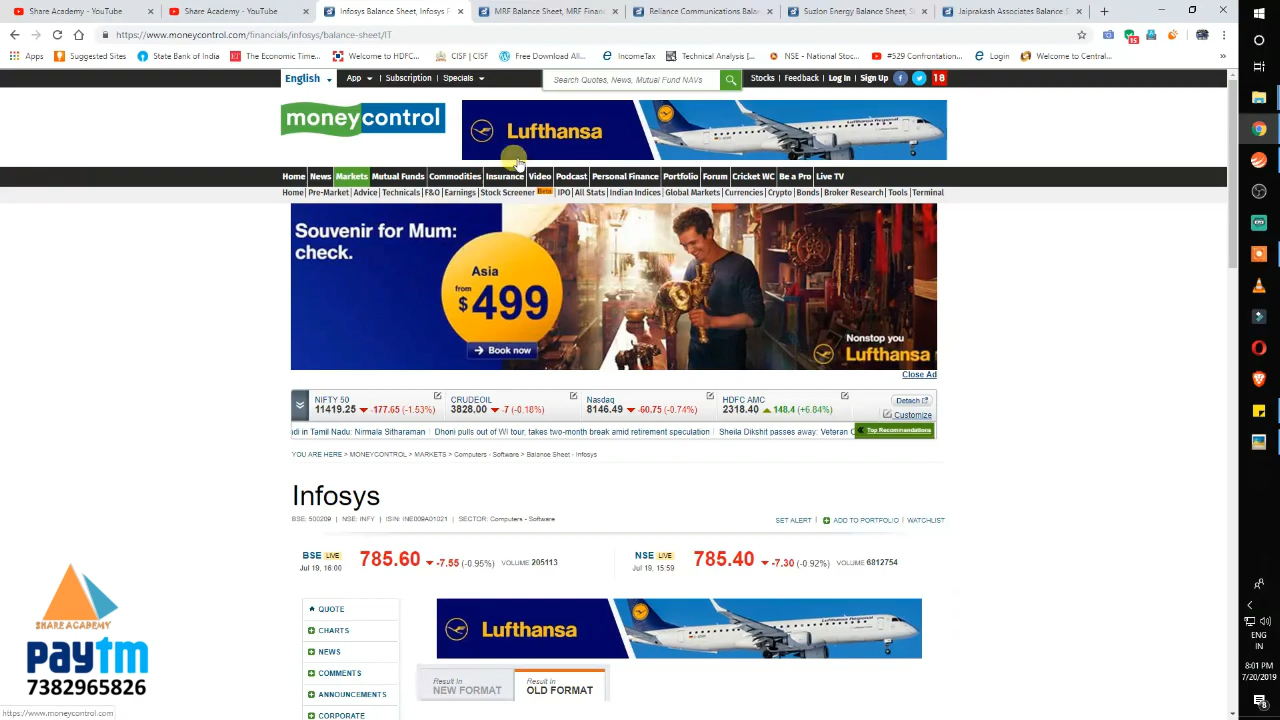 Share Academy - YouTube
Share Academy - YouTube
Infosys Balance Sheet, Infosys F
MRF Balance Sheet, MRF Financ
Reliance Communications Balan
Suzlon Energy Balance Sheet, S
Jaiprakash Associates Balance S
https://www.moneycontrol.com/financials/infosys/balance-sheet/IT
Apps Suggested Sites State Bank of India The Economic Times... Welcome to HDFC... CISF | CISF Free Download All... IncomeTax Technical Analysis [... NSE - National Stoc... #529 Confrontation... Login Welcome to Central... »
English App Subscription Specials Search Quotes, News, Mutual Fund NAVs Stocks Feedback Log In Sign Up 18
moneycontrol
Lufthansa
Lufthansa Regional
Home News Markets Mutual Funds Commodities Insurance Video Podcast Personal Finance Portfolio Forum Cricket WC Be a Pro Live TV
Home | Pre-Market | Advice | Technicals | F&O | Earnings | Stock Screener Beta | IPO | All Stats | Indian Indices | Global Markets | Currencies | Crypto | Bonds | Broker Research | Tools | Terminal
Souvenir for Mum:
check.
Asia
from
$499
Book now
Nonstop you
Lufthansa
Close Ad
NIFTY 50 CRUDEOIL Nasdaq HDFC AMC Detach
11419.25 -177.65 (-1.53%) 3828.00 -7 (-0.18%) 8146.49 -60.75 (-0.74%) 2318.40 148.4 (+6.84%) Customize
di in Tamil Nadu: Nirmala Sitharaman | Dhoni pulls out of WI tour, takes two-month break amid retirement speculation | Sheila Dikshit passes away: Veteran C Top Recommendations
YOU ARE HERE > MONEYCONTROL > MARKETS > Computers - Software > Balance Sheet - Infosys
Infosys
BSE: 500209 | NSE: INFY | ISIN: INE009A01021 | SECTOR: Computers - Software
SET ALERT | ADD TO PORTFOLIO | WATCHLIST
BSE LIVE 785.60 -7.55 (-0.95%) VOLUME 205113
Jul 19, 16:00
NSE LIVE 785.40 -7.30 (-0.92%) VOLUME 6812754
Jul 19, 15:59
QUOTE
CHARTS
NEWS
COMMENTS
ANNOUNCEMENTS
CORPORATE
Lufthansa
Result In
NEW FORMAT
Result In
OLD FORMAT
SHARE ACADEMY
paytm
7382965826
https://www.moneycontrol.com
ENG
IN
8:01 PM
7/20/2019